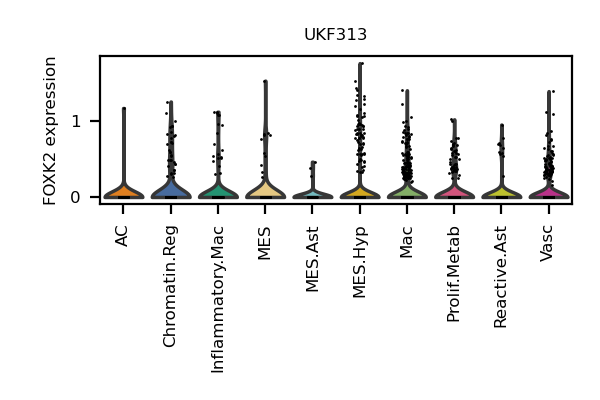 UKF313
FOXK2 expression
1
0
AC
Chromatin.Reg
Inflammatory.Mac
MES
MES.Ast
MES.Hyp
Mac
Prolif.Metab
Reactive.Ast
Vasc